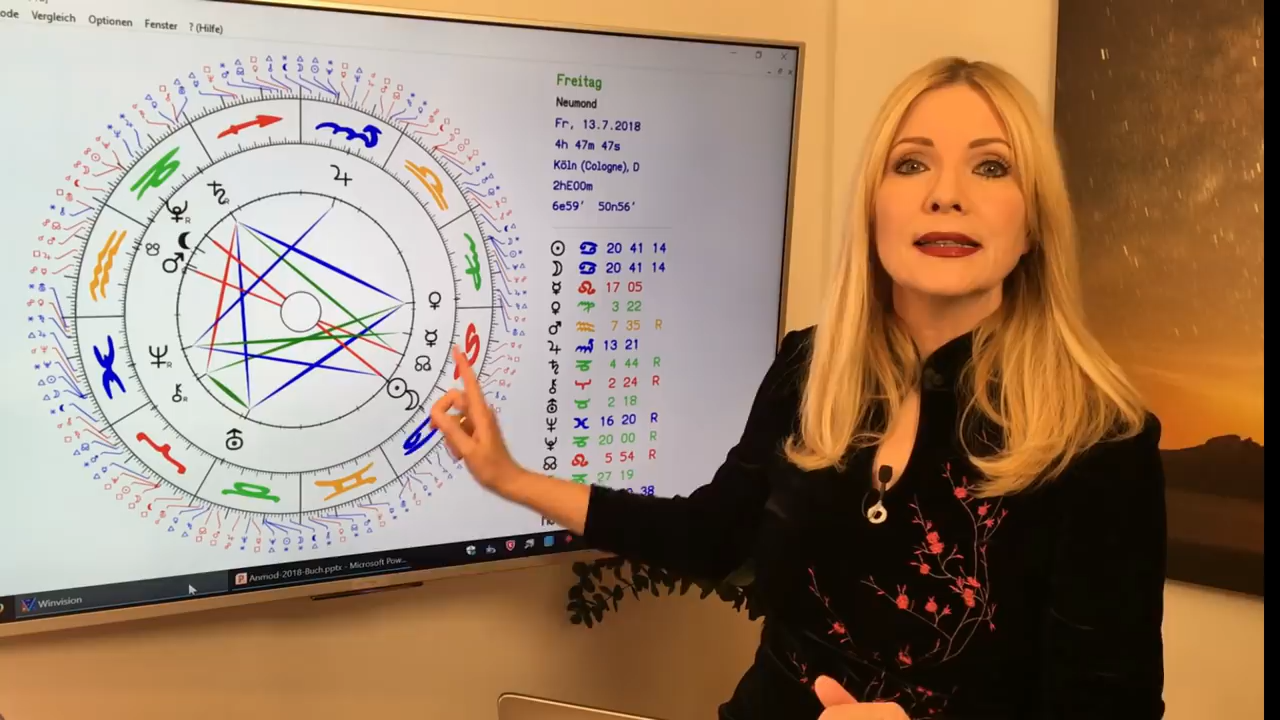 ode Vergleich Optionen Fenster ? (Hilfe)
Freitag
Neumond
Fr, 13.7.2018
4h 47m 47s
Köln (Cologne), D
2hE00m
6e59' 50n56'
20 41 14
20 41 14
17 05
3 22
7 35 R
13 21
4 44 R
2 24 R
2 18
16 20 R
20 00 R
5 54 R
27 19
38
Winvision
Anmod-2018-Buch.pptx - Microsoft Pow...